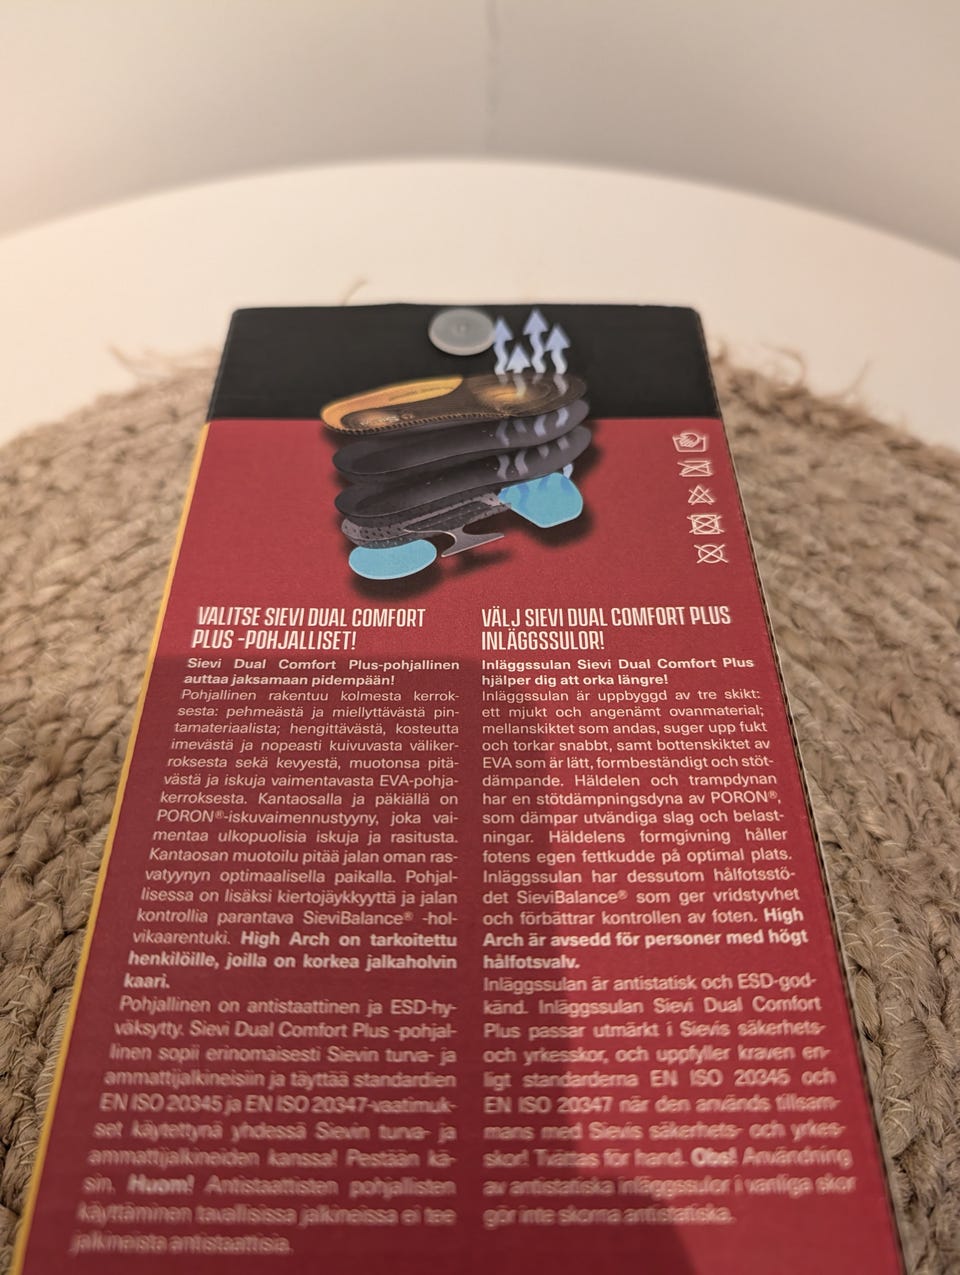 VALITSE SIEVI DUAL COMFORT
PLUS -POHJALLISET!
Sievi Dual Comfort Plus-pohjallinen
auttaa jaksamaan pidempään!
Pohjallinen rakentuu kolmesta kerrok-
sesta: pehmeästä ja miellyttävästä pin-
tamateriaalista; hengittävästä, kosteutta
imevästä ja nopeasti kuivuvasta väliker-
roksesta sekä kevyestä, muotonsa pitä-
västä ja iskuja vaimentavasta EVA-pohja-
kerroksesta. Kantaosalla ja päkiällä on
PORON®-iskuvaimennustyyny, joka vai-
mentaa ulkopuolisia iskuja ja rasitusta.
Kantaosan muotoilu pitää jalan oman ras-
vatyynyn optimaalisella paikalla. Pohjal-
lisessa on lisäksi kiertojäykkyyttä ja jalan
kontrollia parantava SieviBalance® -hol-
vikaarentuki. High Arch on tarkoitettu
henkilöille, joilla on korkea jalkaholvin
kaari.
Pohjallinen on antistaattinen ja ESD-hy-
väksytty. Sievi Dual Comfort Plus -pohjal-
linen sopii erinomaisesti Sievin turva- ja
ammattijalkineisiin ja täyttää standardien
EN ISO 20345 ja EN ISO 20347-vaatimuk-
set käytettynä yhdessä Sievin turva- ja
ammattijalkineiden kanssa! Pestään kä-
sin. Huom! Antistaattisten pohjallisten
käyttäminen tavallisissa jalkineissa ei tee
jalkineista antistaattisia.
VÄLJ SIEVI DUAL COMFORT PLUS
INLÄGGSSULOR!
Inläggssulan Sievi Dual Comfort Plus
hjälper dig att orka längre!
Inläggssulan är uppbyggd av tre skikt:
ett mjukt och angenämt ovanmaterial;
mellanskiktet som andas, suger upp fukt
och torkar snabbt, samt bottenskiktet av
EVA som är lätt, formbeständigt och stöt-
dämpande. Häldelen och trampdynan
har en stötdämpningsdyna av PORON®,
som dämpar utvändiga slag och belast-
ningar. Häldelens formgivning håller
fotens egen fettkudde på optimal plats.
Inläggssulan har dessutom hålfotsstö-
det SieviBalance® som ger vridstyvhet
och förbättrar kontrollen av foten. High
Arch är avsedd för personer med högt
hålfotsvalv.
Inläggssulan är antistatisk och ESD-god-
känd. Inläggssulan Sievi Dual Comfort
Plus passar utmärkt i Sievis säkerhets-
och yrkesskor, och uppfyller kraven en-
ligt standarderna EN ISO 20345 och
EN ISO 20347 när den används tillsam-
mans med Sievis säkerhets- och yrkes-
skor! Tvättas för hand. Obs! Användning
av antistatiska inläggssulor i vanliga skor
gör inte skorna antistatiska.